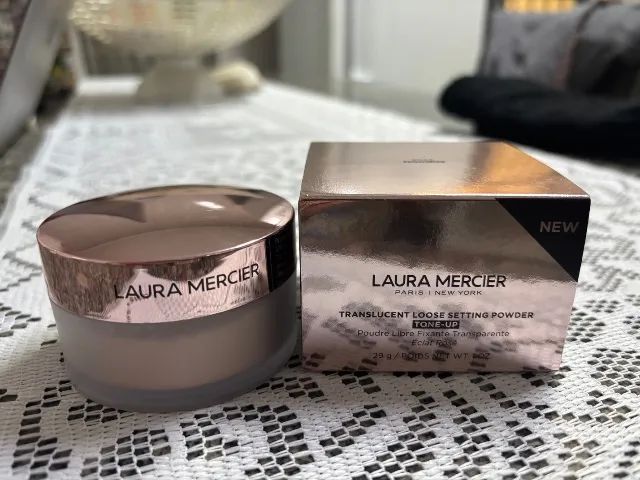 LAURA MERCIER
NEW
LAURA MERCIER
PARIS | NEW YORK
TRANSLUCENT LOOSE SETTING POWDER
TONE-UP
Poudre Libre Fixante Transparente
Éclat Rosé
29 g / POIDS NET WT. 1 OZ